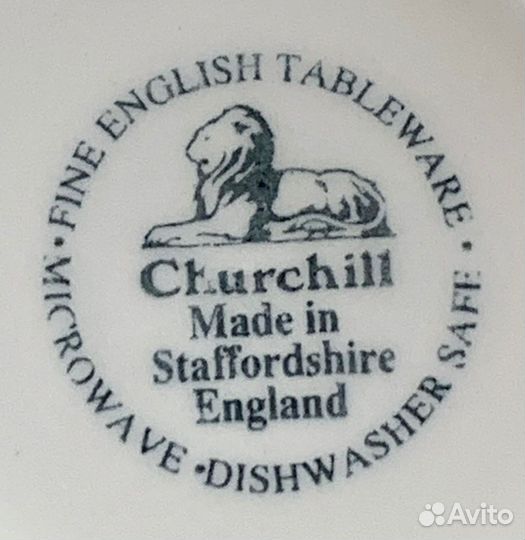 · FINE ENGLISH TABLEWARE ·
Churchill
Made in
Staffordshire
England
MICROWAVE · DISHWASHER SAFE
Avito